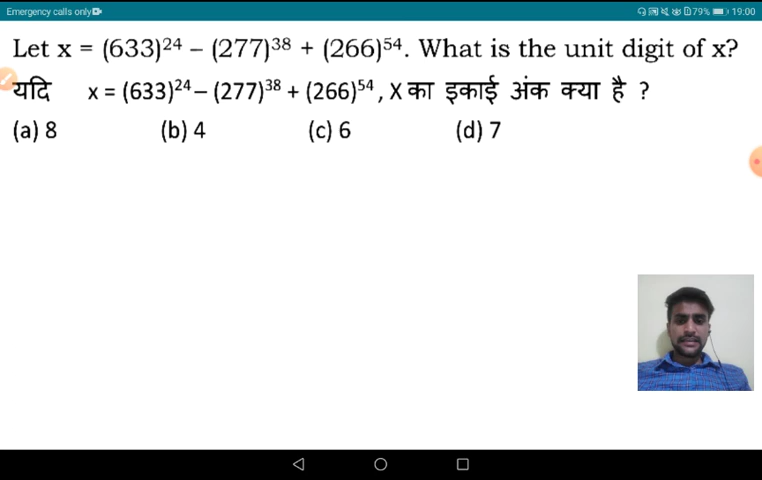 Emergency calls only 79% 19:00
Let x = (633)²⁴ – (277)³⁸ + (266)⁵⁴. What is the unit digit of x?
यदि x = (633)²⁴– (277)³⁸ + (266)⁵⁴, X का इकाई अंक क्या है ?
(a) 8 (b) 4 (c) 6 (d) 7